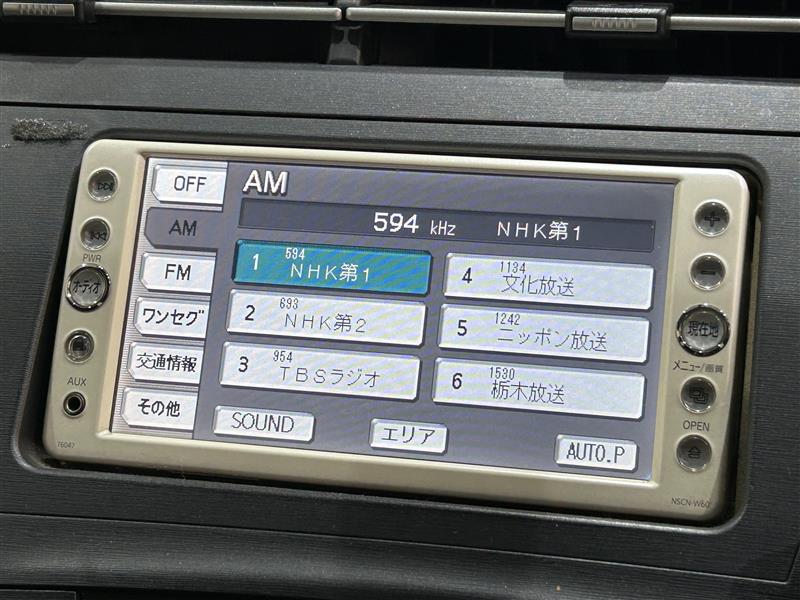 OFF
AM
FM
ワンセグ
交通情報
その他
AM
594 kHz NHK第1
1 594 NHK第1
2 693 NHK第2
3 954 TBSラジオ
4 1134 文化放送
5 1242 ニッポン放送
6 1530 栃木放送
SOUND
エリア
AUTO.P
PWR
オーディオ
AUX
76047
現在地
メニュー/画質
OPEN
NSCN-W60